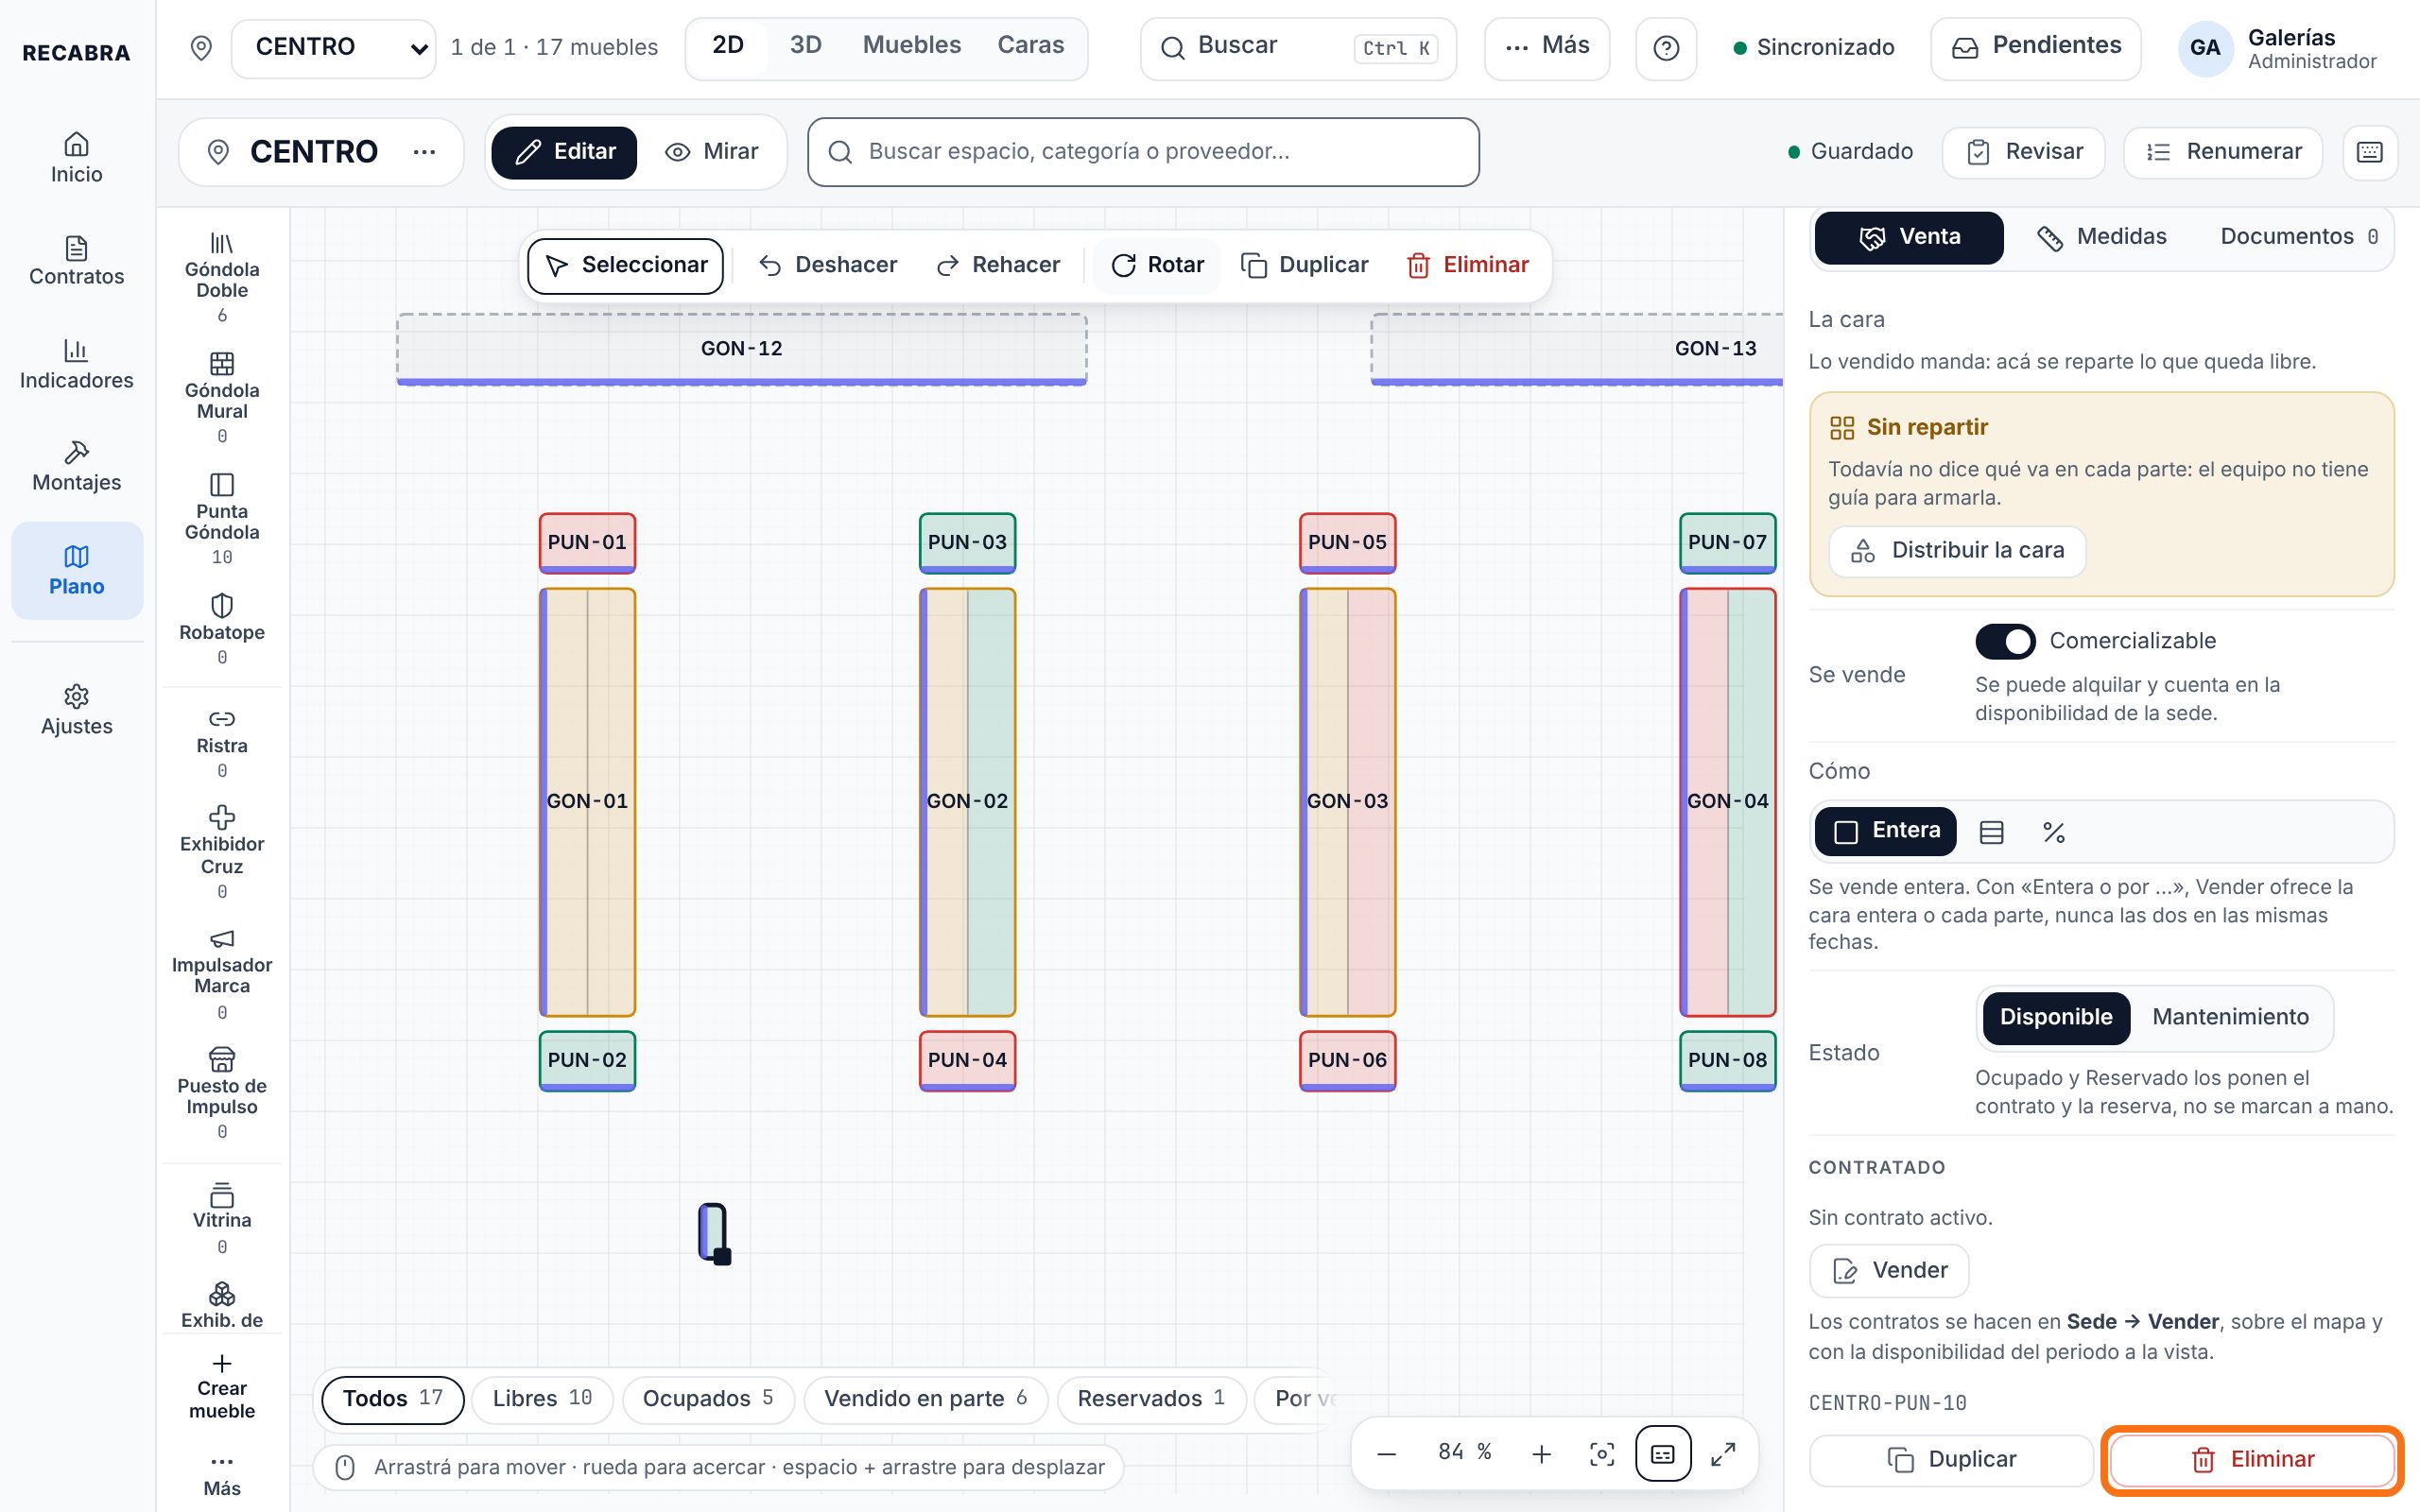 RECABRA
CENTRO
1 de 1 · 17 muebles
2D
3D
Muebles
Caras
Buscar
Ctrl K
Más
Sincronizado
Pendientes
GA
Galerías
Administrador
Inicio
Contratos
Indicadores
Montajes
Plano
Ajustes
CENTRO
Editar
Mirar
Buscar espacio, categoría o proveedor...
Guardado
Revisar
Renumerar
Góndola
Doble
6
Góndola
Mural
0
Punta
Góndola
10
Robatope
0
Ristra
0
Exhibidor
Cruz
0
Impulsador
Marca
0
Puesto de
Impulso
0
Vitrina
0
Exhib. de
Crear
mueble
Más
Seleccionar
Deshacer
Rehacer
Rotar
Duplicar
Eliminar
GON-12
GON-13
PUN-01
PUN-03
PUN-05
PUN-07
GON-01
GON-02
GON-03
GON-04
PUN-02
PUN-04
PUN-06
PUN-08
Todos 17
Libres 10
Ocupados 5
Vendido en parte 6
Reservados 1
Por ve
Arrastrá para mover · rueda para acercar · espacio + arrastre para desplazar
84 %
Venta
Medidas
Documentos 0
La cara
Lo vendido manda: acá se reparte lo que queda libre.
Sin repartir
Todavía no dice qué va en cada parte: el equipo no tiene
guía para armarla.
Distribuir la cara
Se vende
Comercializable
Se puede alquilar y cuenta en la
disponibilidad de la sede.
Cómo
Entera
Se vende entera. Con «Entera o por ...», Vender ofrece la
cara entera o cada parte, nunca las dos en las mismas
fechas.
Estado
Disponible
Mantenimiento
Ocupado y Reservado los ponen el
contrato y la reserva, no se marcan a mano.
CONTRATADO
Sin contrato activo.
Vender
Los contratos se hacen en Sede → Vender, sobre el mapa y
con la disponibilidad del periodo a la vista.
CENTRO-PUN-10
Duplicar
Eliminar